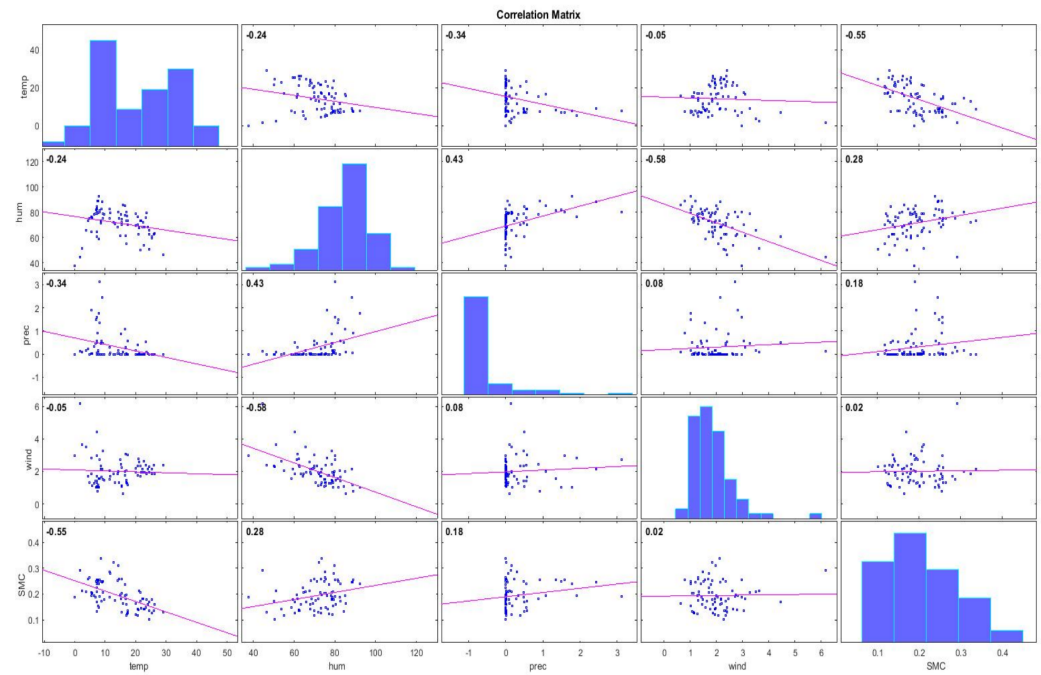 Correlation Matrix
-0.24 -0.34 -0.05 -0.55
temp
40
20
0
-0.24 0.43 -0.58 0.28
hum
120
100
80
60
40
-0.34 0.43 0.08 0.18
prec
3
2
1
0
-1
-0.05 -0.58 0.08 0.02
wind
6
4
2
0
-0.55 0.28 0.18 0.02
SMC
0.4
0.3
0.2
0.1
-10 0 10 20 30 40 50
40 60 80 100 120
-1 0 1 2 3
0 2 4 6
0.1 0.2 0.3 0.4
temp hum prec wind SMC